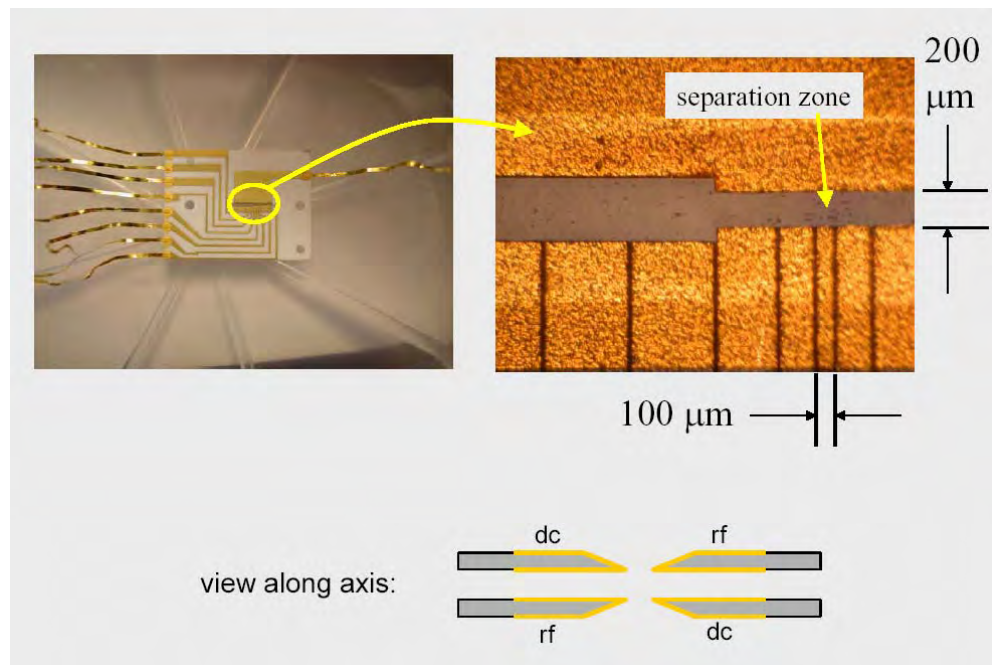 200
μm
separation zone
100 μm
dc
rf
view along axis:
rf
dc